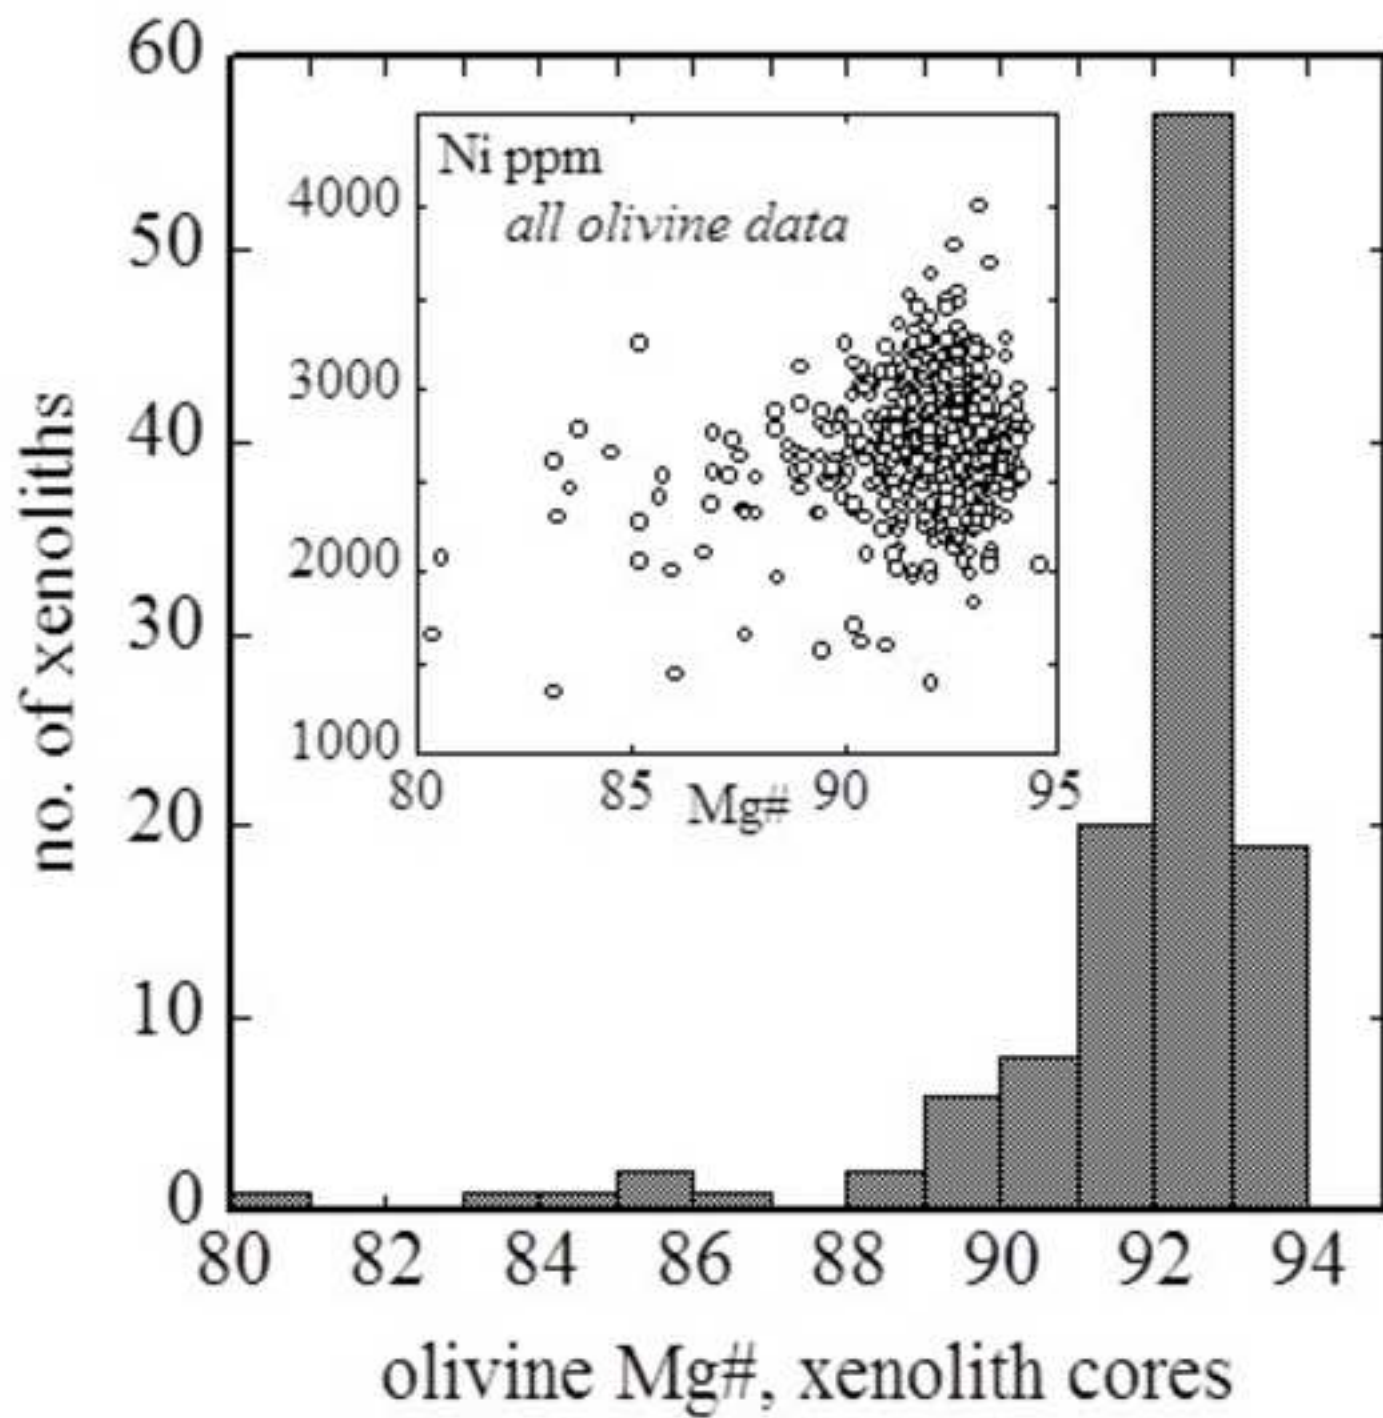 60
50
40
30
20
10
0
no. of xenoliths
Ni ppm
all olivine data
4000
3000
2000
1000
80 85 90 95
Mg#
80 82 84 86 88 90 92 94
olivine Mg#, xenolith cores